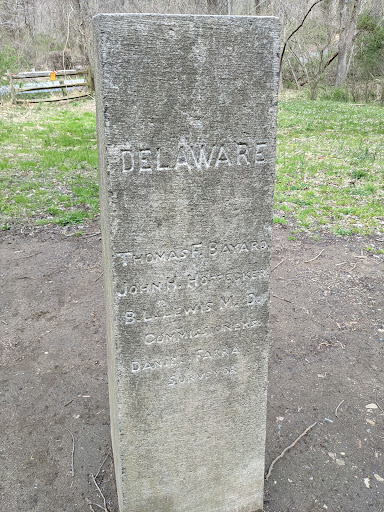 DELAWARE
THOMAS F. BAYARD
JOHN H. HOFFECKER
B. L. LEWIS M. D.
COMMISSIONERS
DANIEL FARRA
SURVEYOR